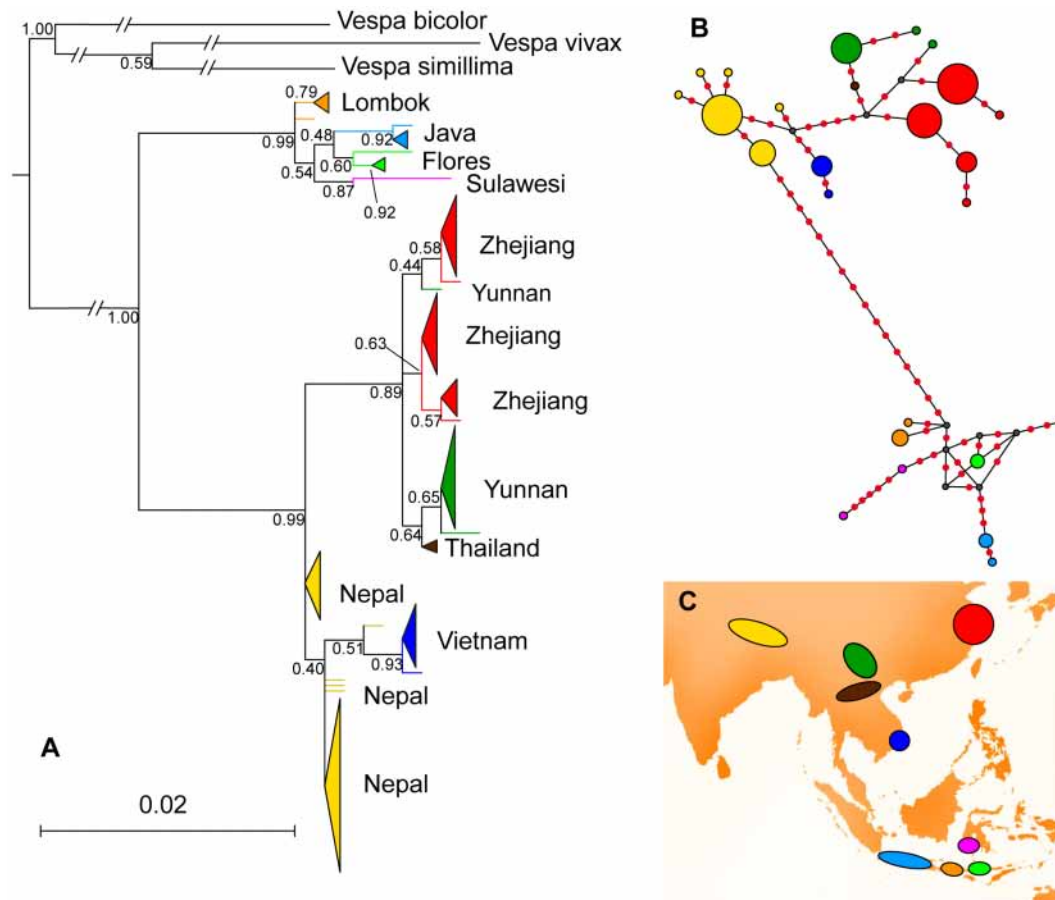 Vespa bicolor
1.00
Vespa vivax
0.59
Vespa simillima
0.79
Lombok
0.48
Java
0.92
0.99
Flores
0.60
0.54
Sulawesi
0.87
0.92
Zhejiang
0.58
0.44
Yunnan
1.00
Zhejiang
0.63
0.89
Zhejiang
0.57
Yunnan
0.65
0.99
0.64
Thailand
Nepal
Vietnam
0.51
0.93
0.40
Nepal
A
Nepal
0.02
B
C